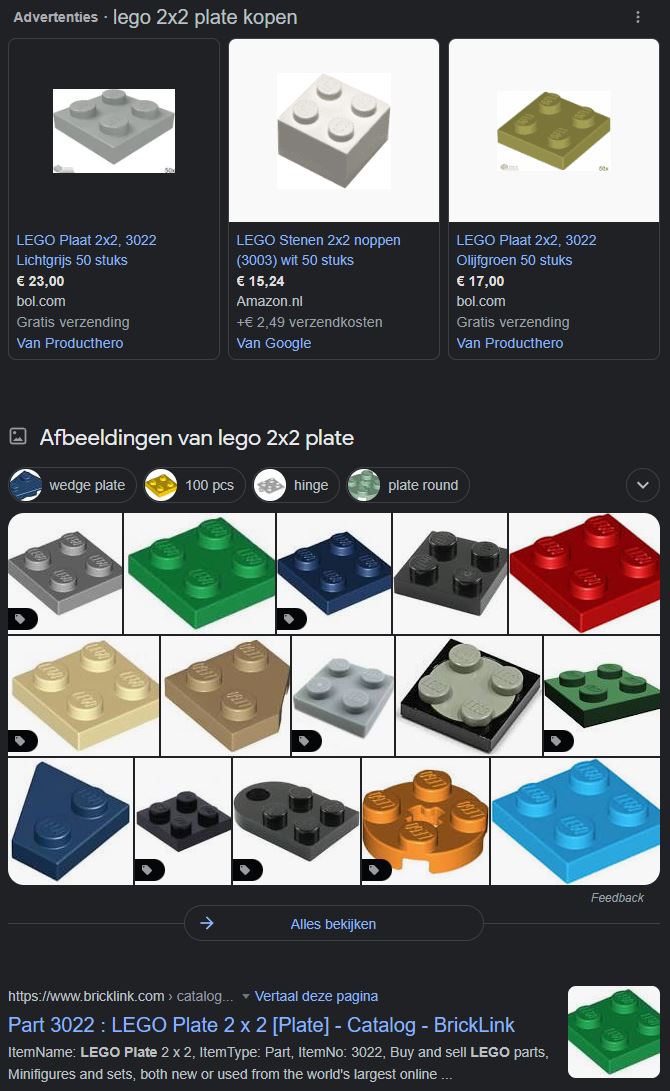 Advertenties · lego 2x2 plate kopen
LEGO Plaat 2x2, 3022
Lichtgrijs 50 stuks
€ 23,00
bol.com
Gratis verzending
Van Producthero
LEGO Stenen 2x2 noppen
(3003) wit 50 stuks
€ 15,24
Amazon.nl
+€ 2,49 verzendkosten
Van Google
LEGO Plaat 2x2, 3022
Olijfgroen 50 stuks
€ 17,00
bol.com
Gratis verzending
Van Producthero
Afbeeldingen van lego 2x2 plate
wedge plate
100 pcs
hinge
plate round
Feedback
Alles bekijken
https://www.bricklink.com › catalog... Vertaal deze pagina
Part 3022 : LEGO Plate 2 x 2 [Plate] - Catalog - BrickLink
ItemName: LEGO Plate 2 x 2, ItemType: Part, ItemNo: 3022, Buy and sell LEGO parts,
Minifigures and sets, both new or used from the world's largest online ...